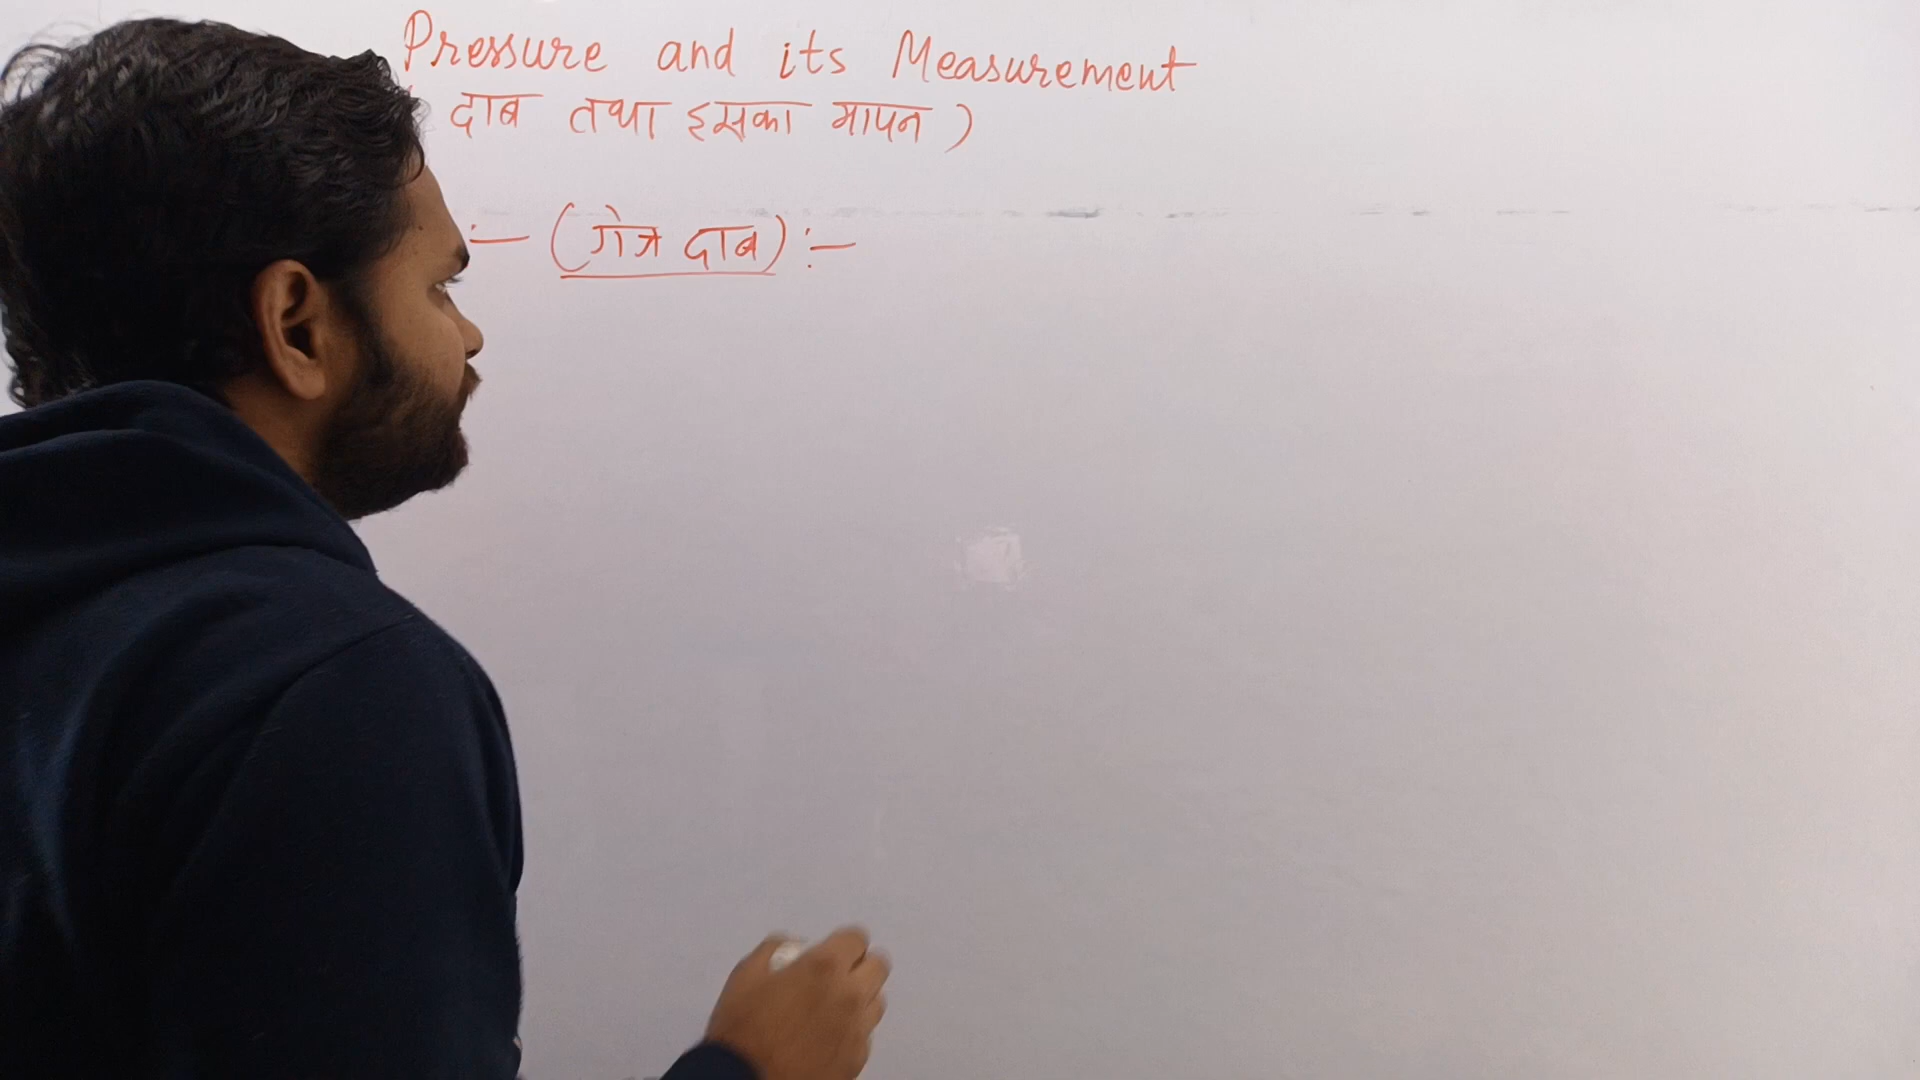 Pressure and its Measurement
( दाब तथा इसका मापन )
:- (गेज दाब) :-